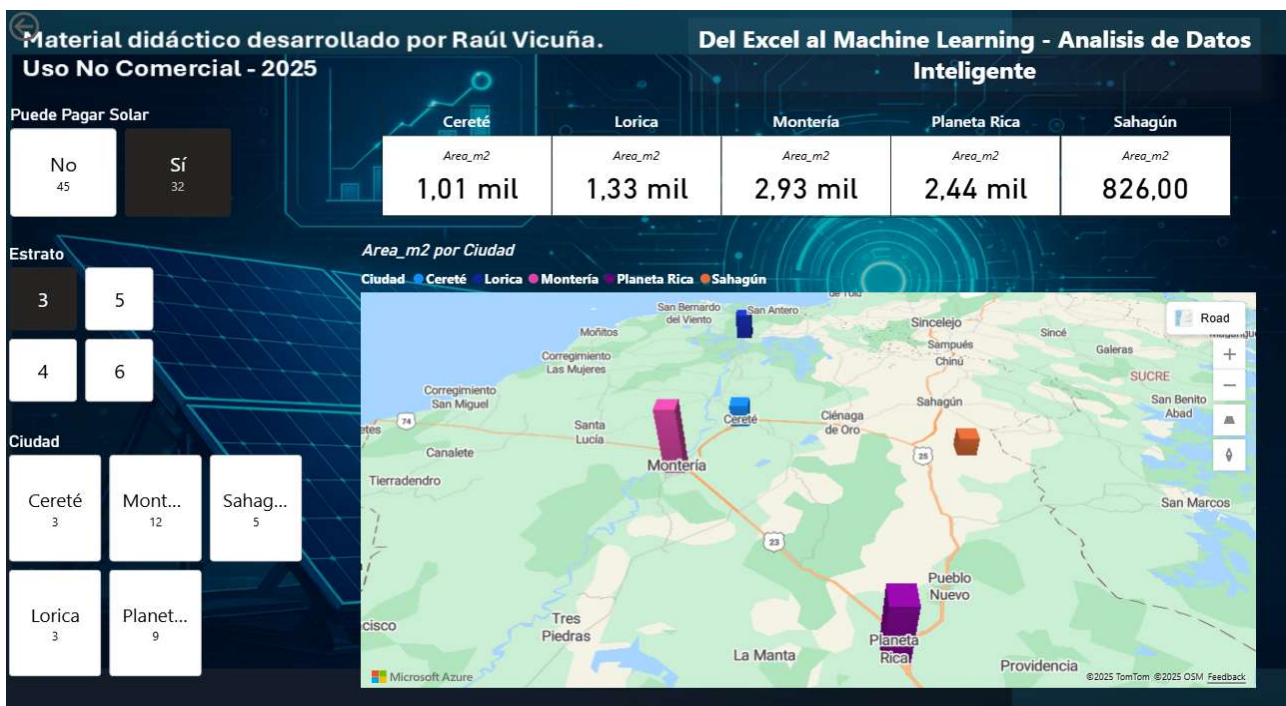 Material didáctico desarrollado por Raúl Vicuña.
Uso No Comercial - 2025
Del Excel al Machine Learning - Analisis de Datos
Inteligente
Puede Pagar Solar
No
45
Sí
32
Estrato
3
5
4
6
Ciudad
Cereté
3
Mont...
12
Sahag...
5
Lorica
3
Planet...
9
Cereté
Lorica
Montería
Planeta Rica
Sahagún
Area_m2
Area_m2
Area_m2
Area_m2
Area_m2
1,01 mil
1,33 mil
2,93 mil
2,44 mil
826,00
Area_m2 por Ciudad
Ciudad Cereté Lorica Montería Planeta Rica Sahagún
Road
San Bernardo
del Viento
San Antero
Moñitos
Sincelejo
Sincé
Sampués
Chinú
Galeras
Corregimiento
Las Mujeres
SUCRE
Corregimiento
San Miguel
San Benito
Abad
Sahagún
74
Santa
Lucía
Cereté
Ciénaga
de Oro
Canalete
25
Montería
Tierradendro
San Marcos
23
Pueblo
Nuevo
Tres
Piedras
Planeta
Rica
La Manta
Providencia
Microsoft Azure
©2025 TomTom ©2025 OSM Feedback